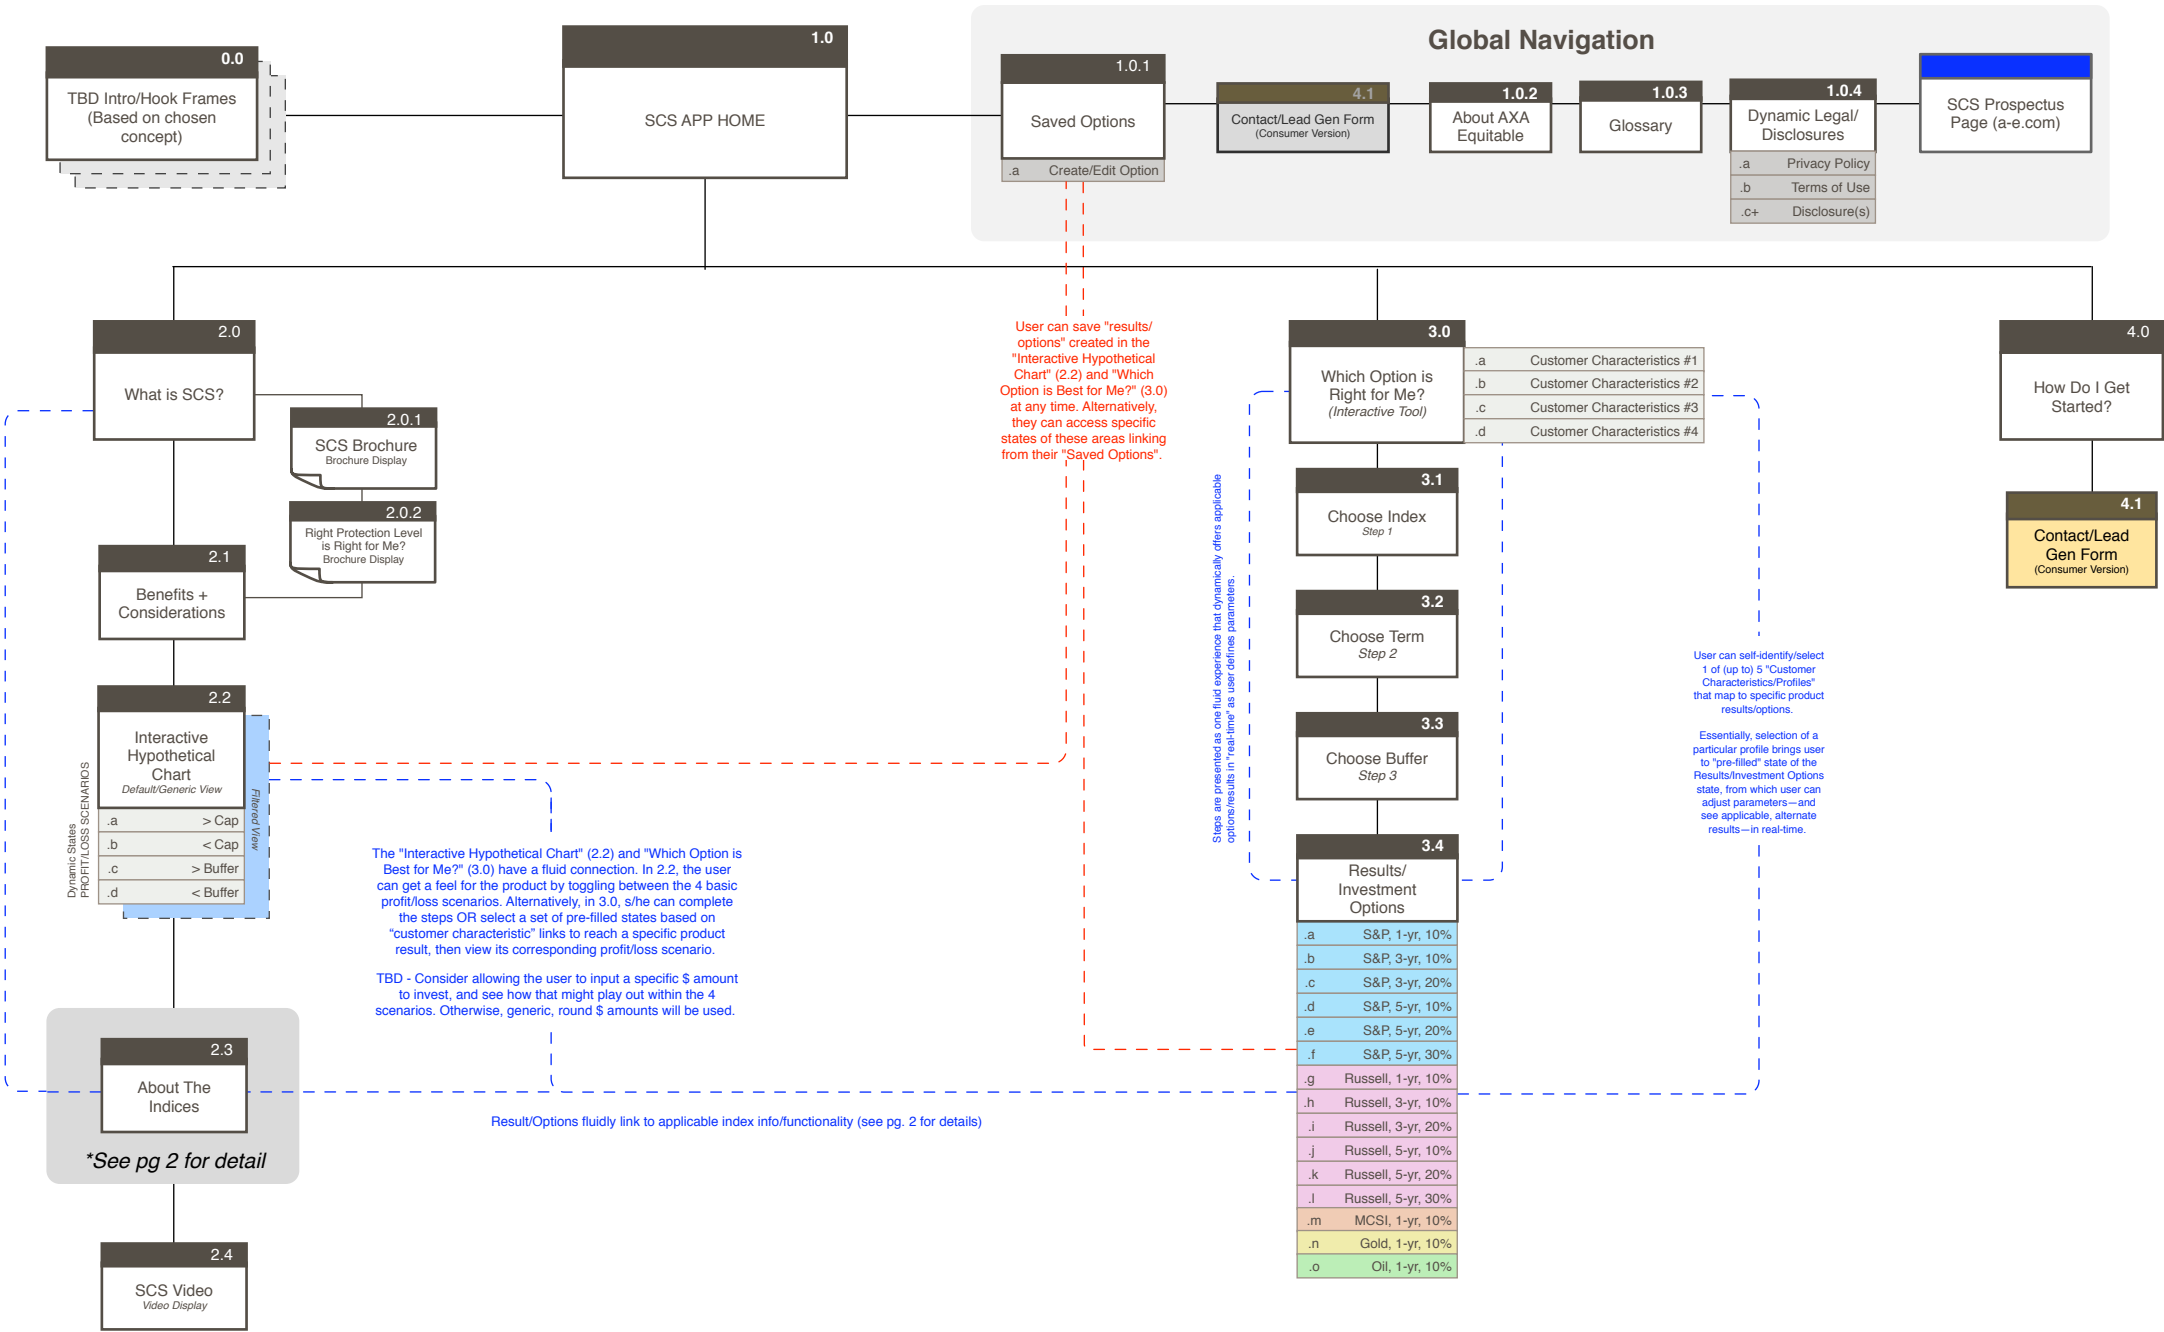 Global Navigation
0.0
TBD Intro/Hook Frames
(Based on chosen
concept)
1.0
SCS APP HOME
1.0.1
Saved Options
.a Create/Edit Option
4.1
Contact/Lead Gen Form
(Consumer Version)
1.0.2
About AXA
Equitable
1.0.3
Glossary
1.0.4
Dynamic Legal/
Disclosures
.a Privacy Policy
.b Terms of Use
.c+ Disclosure(s)
SCS Prospectus
Page (a-e.com)
2.0
What is SCS?
2.0.1
SCS Brochure
Brochure Display
2.0.2
Right Protection Level
is Right for Me?
Brochure Display
2.1
Benefits +
Considerations
2.2
Interactive
Hypothetical
Chart
Default/Generic View
.a > Cap
.b < Cap
.c > Buffer
.d < Buffer
Filtered View
Dynamic States
PROFIT/LOSS SCENARIOS
The "Interactive Hypothetical Chart" (2.2) and "Which Option is
Best for Me?" (3.0) have a fluid connection. In 2.2, the user
can get a feel for the product by toggling between the 4 basic
profit/loss scenarios. Alternatively, in 3.0, s/he can complete
the steps OR select a set of pre-filled states based on
“customer characteristic” links to reach a specific product
result, then view its corresponding profit/loss scenario.
TBD - Consider allowing the user to input a specific $ amount
to invest, and see how that might play out within the 4
scenarios. Otherwise, generic, round $ amounts will be used.
2.3
About The
Indices
*See pg 2 for detail
Result/Options fluidly link to applicable index info/functionality (see pg. 2 for details)
2.4
SCS Video
Video Display
User can save "results/
options" created in the
"Interactive Hypothetical
Chart" (2.2) and "Which
Option is Best for Me?" (3.0)
at any time. Alternatively,
they can access specific
states of these areas linking
from their "Saved Options".
3.0
Which Option is
Right for Me?
(Interactive Tool)
.a Customer Characteristics #1
.b Customer Characteristics #2
.c Customer Characteristics #3
.d Customer Characteristics #4
Steps are presented as one fluid experience that dynamically offers applicable
options/results in "real-time" as user defines parameters.
3.1
Choose Index
Step 1
3.2
Choose Term
Step 2
3.3
Choose Buffer
Step 3
3.4
Results/
Investment
Options
.a S&P, 1-yr, 10%
.b S&P, 3-yr, 10%
.c S&P, 3-yr, 20%
.d S&P, 5-yr, 10%
.e S&P, 5-yr, 20%
.f S&P, 5-yr, 30%
.g Russell, 1-yr, 10%
.h Russell, 3-yr, 10%
.i Russell, 3-yr, 20%
.j Russell, 5-yr, 10%
.k Russell, 5-yr, 20%
.l Russell, 5-yr, 30%
.m MCSI, 1-yr, 10%
.n Gold, 1-yr, 10%
.o Oil, 1-yr, 10%
User can self-identify/select
1 of (up to) 5 "Customer
Characteristics/Profiles"
that map to specific product
results/options.
Essentially, selection of a
particular profile brings user
to "pre-filled" state of the
Results/Investment Options
state, from which user can
adjust parameters—and
see applicable, alternate
results—in real-time.
4.0
How Do I Get
Started?
4.1
Contact/Lead
Gen Form
(Consumer Version)